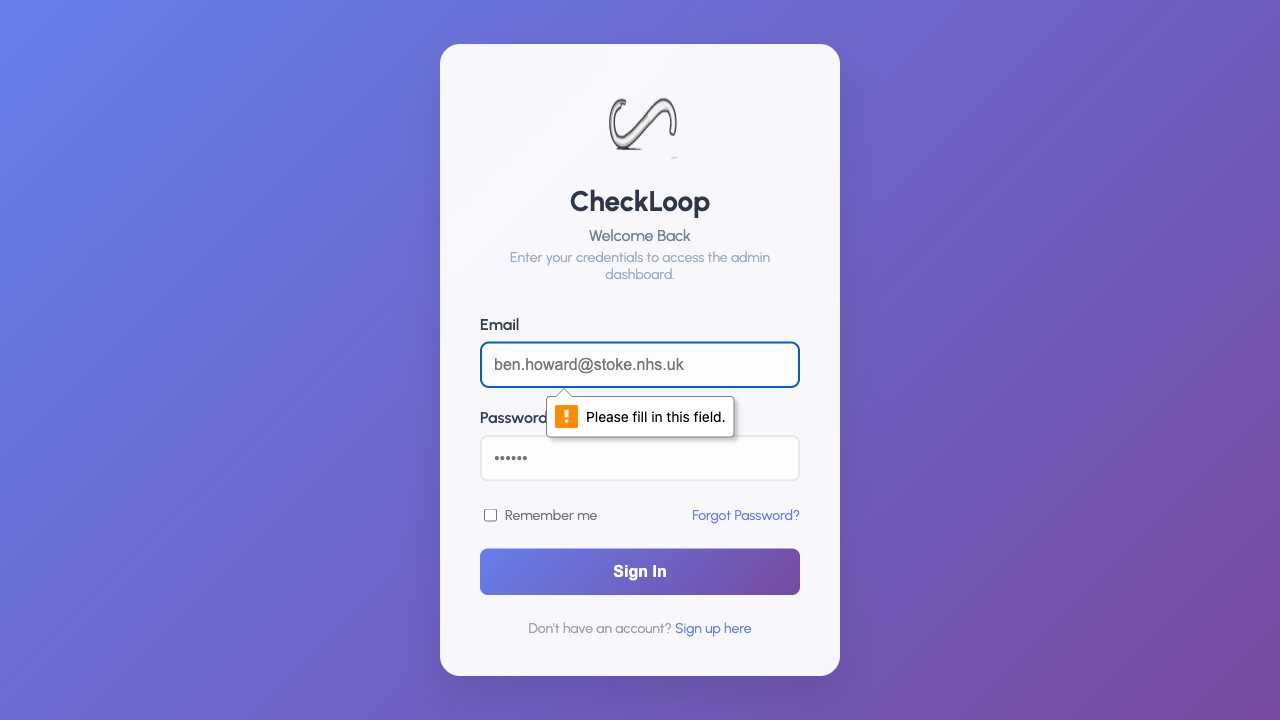 CheckLoop
Welcome Back
Enter your credentials to access the admin
dashboard.
Email
ben.howard@stoke.nhs.uk
Please fill in this field.
Password
••••••
Remember me
Forgot Password?
Sign In
Don't have an account? Sign up here